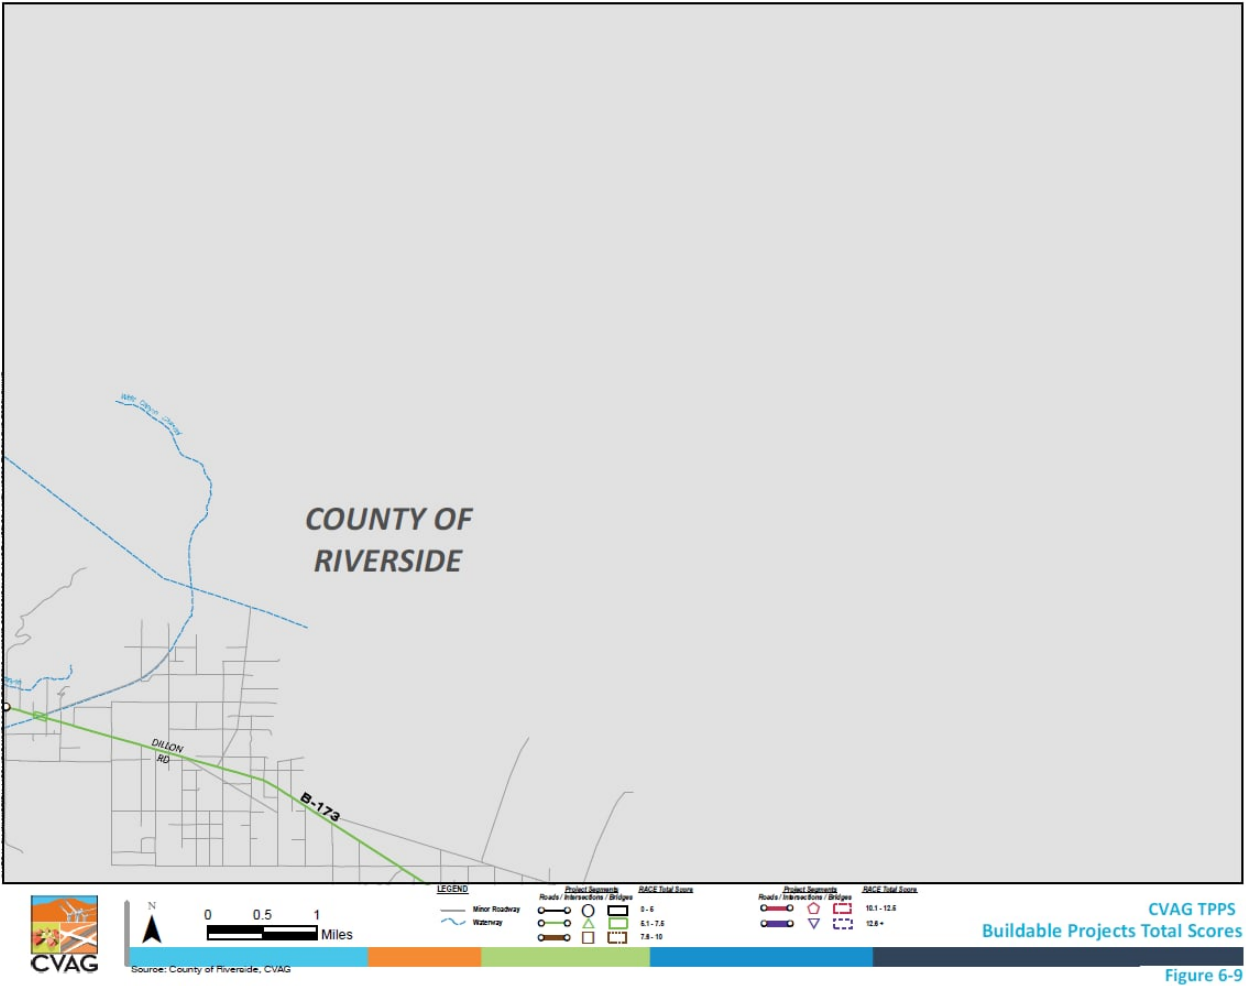 COUNTY OF
RIVERSIDE
DILLON
RD
B-173
CVAG
N
0 0.5 1
Miles
Source: County of Riverside, CVAG
LEGEND
Minor Roadway
Waterway
Project Segments
Roads / Intersections / Bridges
RACE Total Score
0 - 5
5.1 - 7.5
7.6 - 10
Project Segments
Roads / Intersections / Bridges
RACE Total Score
10.1 - 12.5
12.6 +
CVAG TPPS
Buildable Projects Total Scores
Figure 6-9